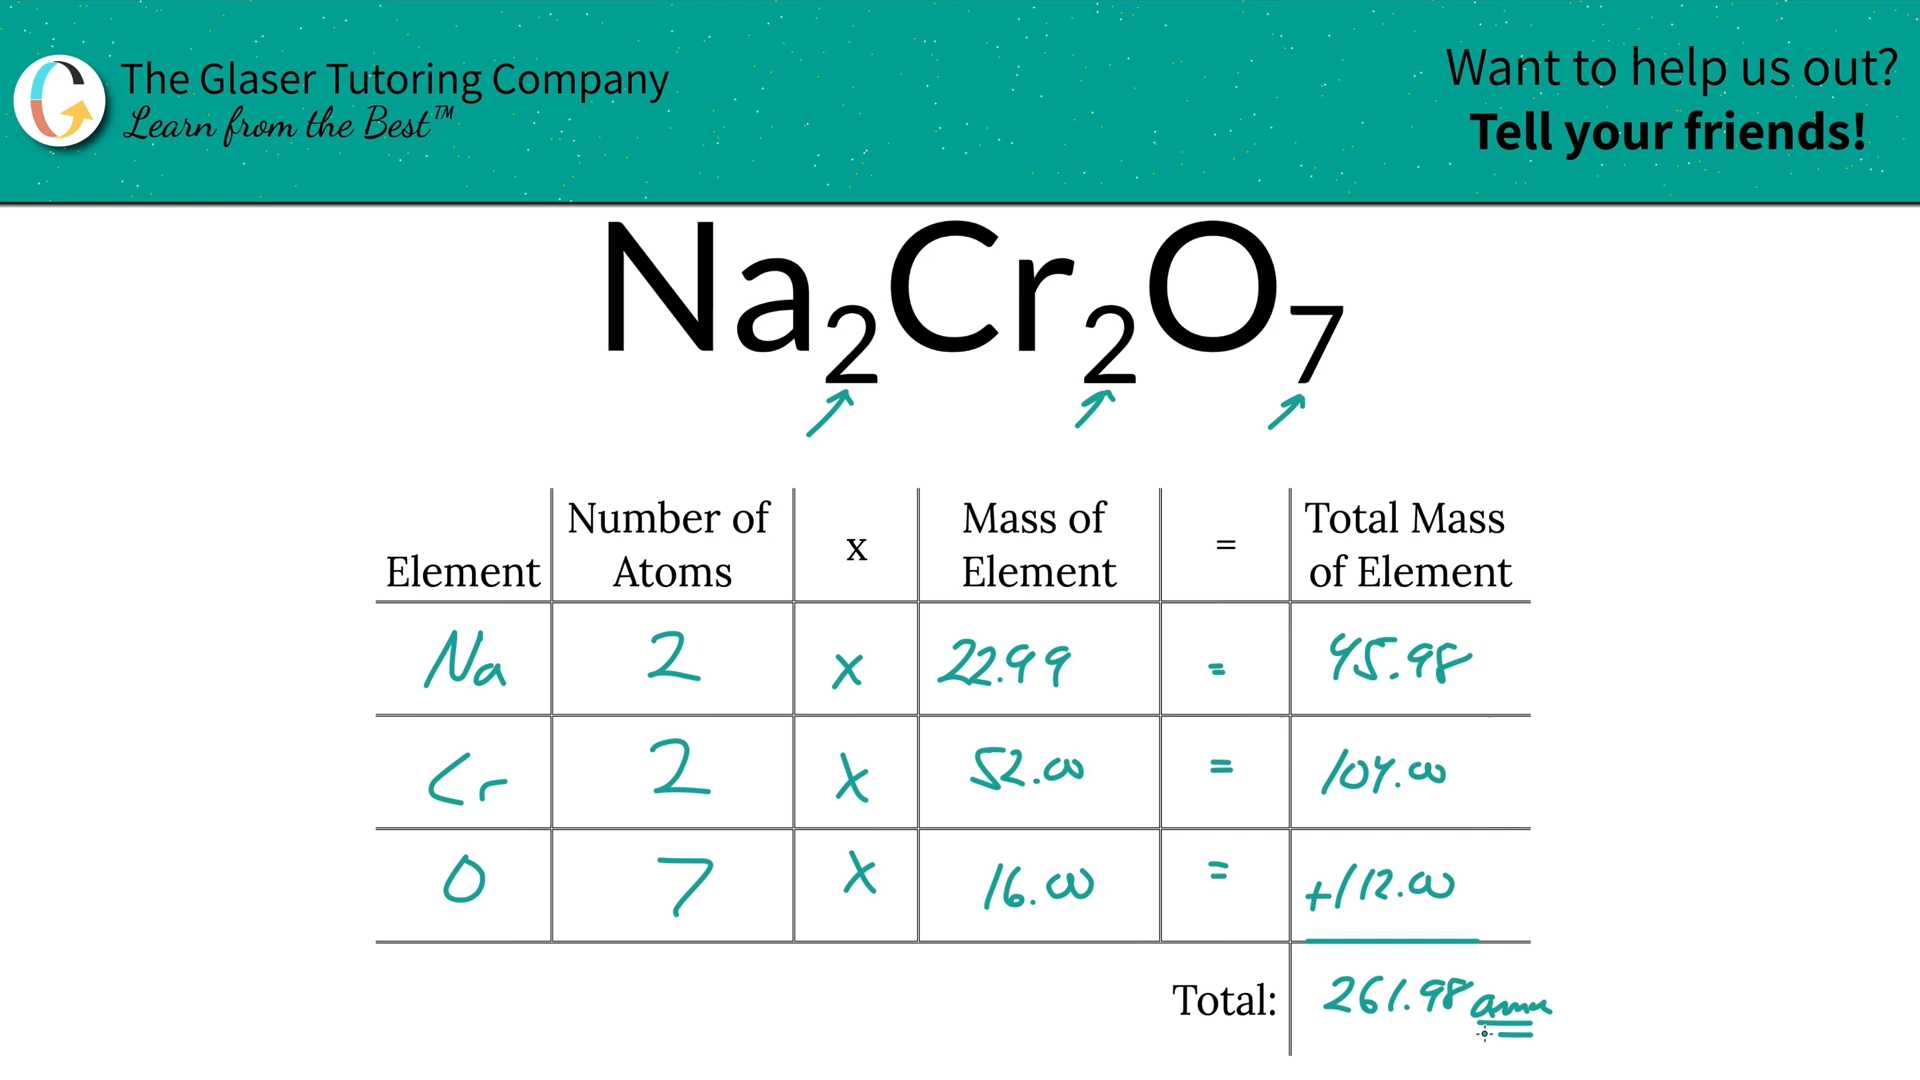 The Glaser Tutoring Company
Learn from the Best™
Want to help us out?
Tell your friends!
Na₂Cr₂O₇
Element Number of Atoms x Mass of Element = Total Mass of Element
Na 2 x 22.99 = 45.98
Cr 2 x 52.00 = 104.00
O 7 x 16.00 = +112.00
Total: 261.98 amu